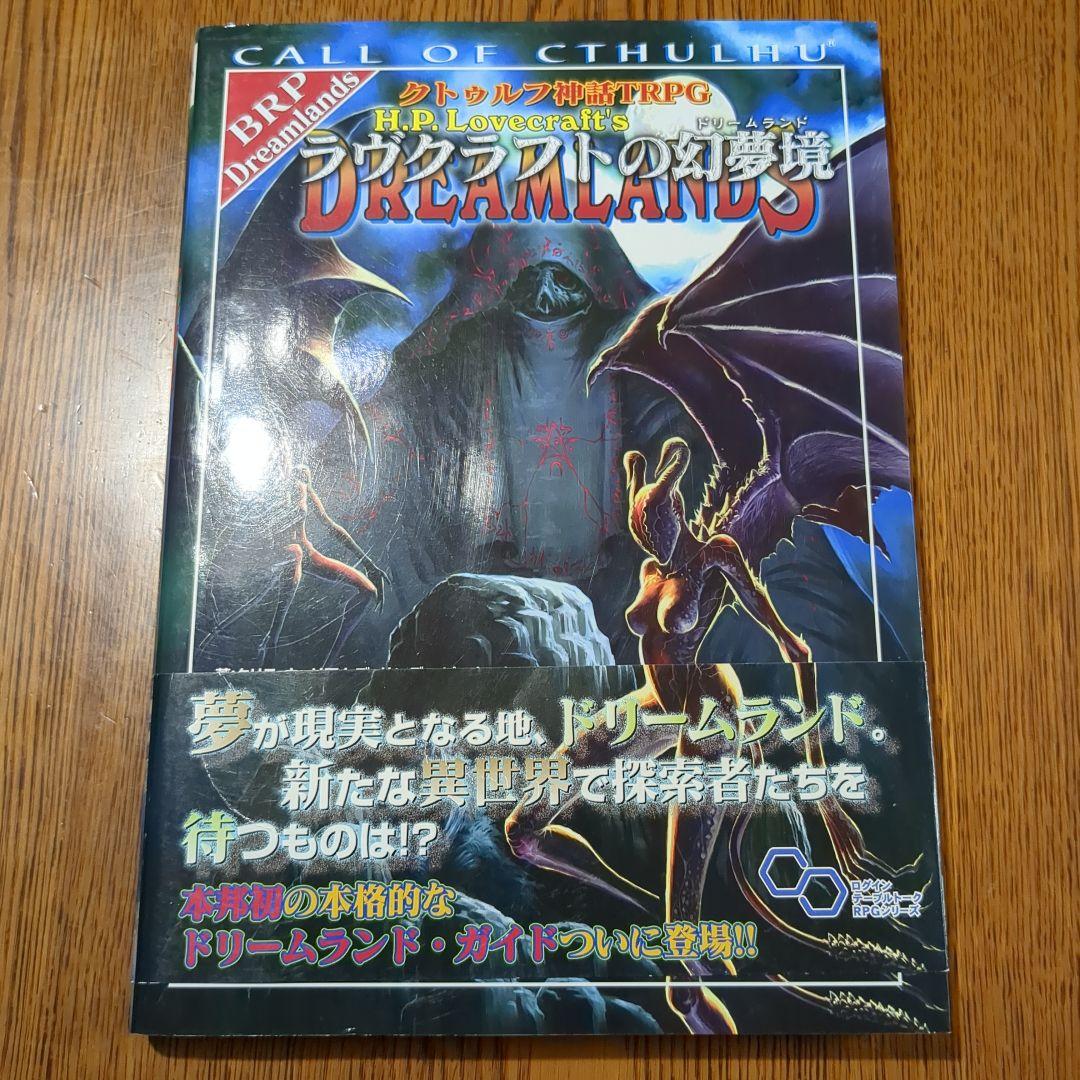 CALL OF CTHULHU®
BRP
Dreamlands
クトゥルフ神話TRPG
H.P. Lovecraft's
ドリームランド
ラヴクラフトの幻夢境
DREAMLANDS
夢が現実となる地、ドリームランド。
新たな異世界で探索者たちを
待つものは!?
本邦初の本格的な
ドリームランド・ガイドついに登場!!
ログイン
テーブルトーク
RPGシリーズ